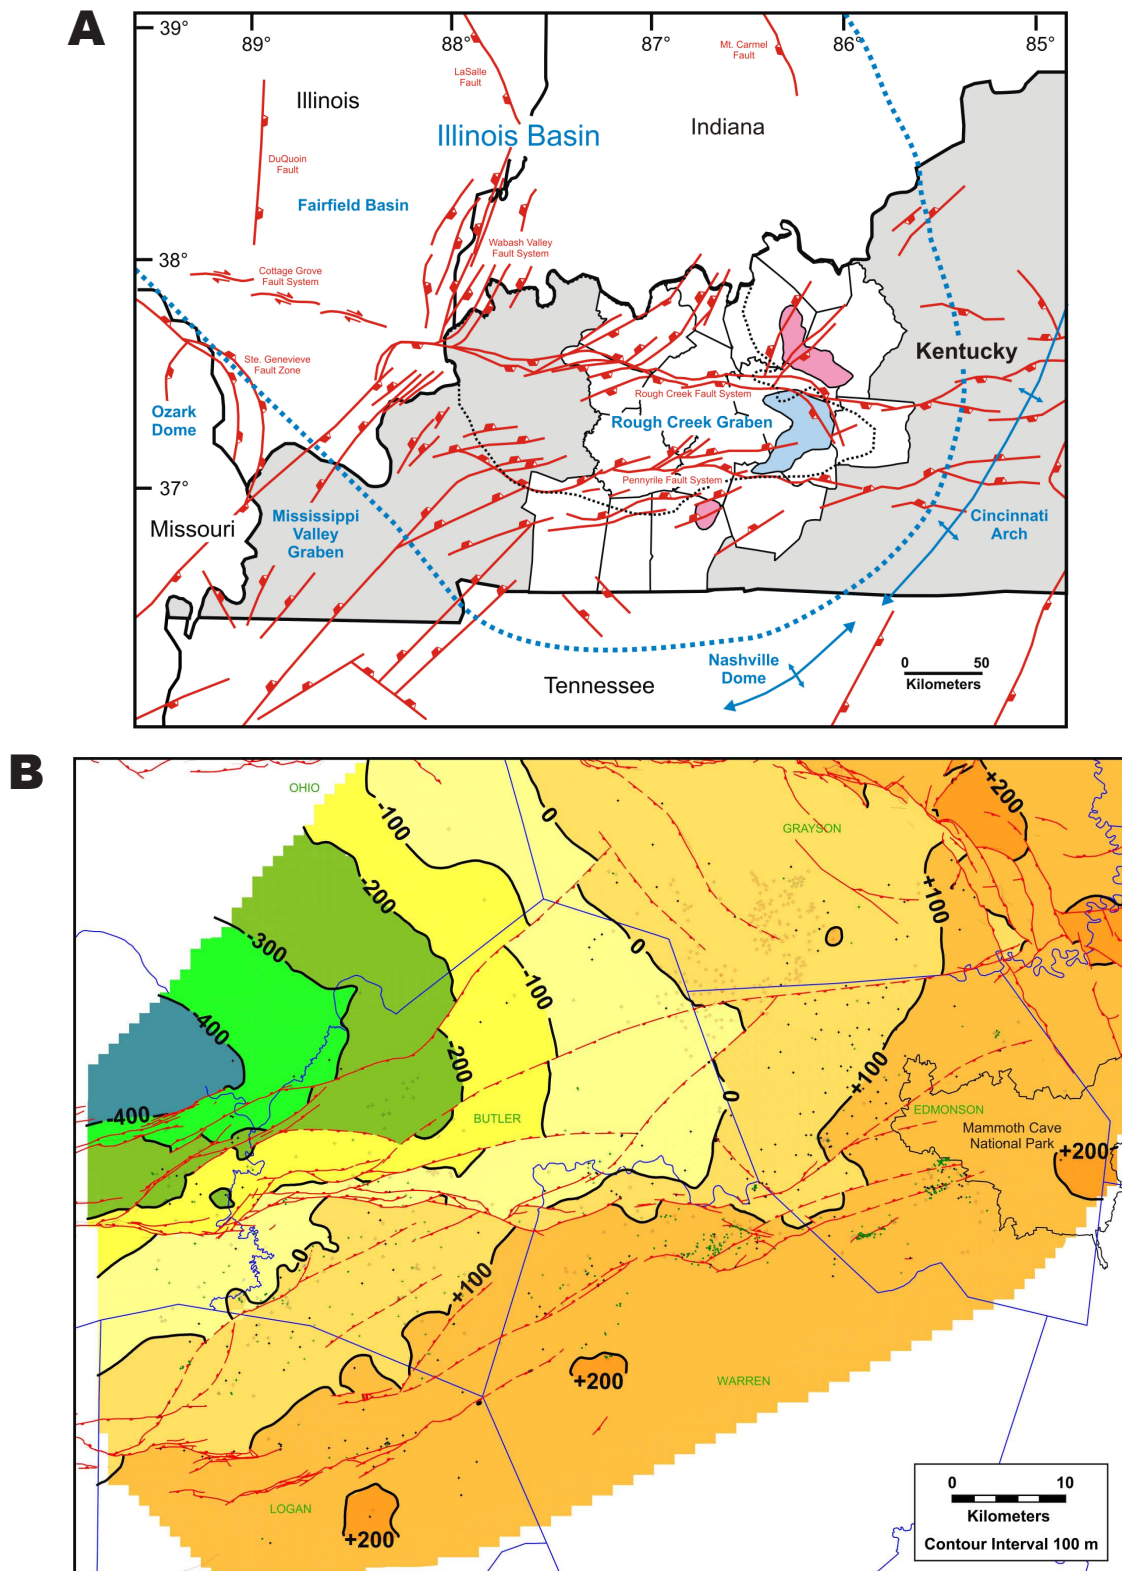 A
39°
89°
88°
87°
86°
85°
Mt. Carmel
Fault
LaSalle
Fault
Illinois
Illinois Basin
Indiana
DuQuoin
Fault
Fairfield Basin
Wabash Valley
Fault System
38°
Cottage Grove
Fault System
Kentucky
Ste. Genevieve
Fault Zone
Rough Creek Fault System
Ozark
Dome
Rough Creek Graben
Pennyrile Fault System
37°
Missouri
Mississippi
Valley
Graben
Cincinnati
Arch
Nashville
Dome
Tennessee
0 50
Kilometers
B
OHIO
-100
0
+200
GRAYSON
-200
+100
-300
0
-100
-400
-200
+100
0
-400
BUTLER
EDMONSON
Mammoth Cave
National Park
+200
0
+100
+200
WARREN
LOGAN
+200
0 10
Kilometers
Contour Interval 100 m